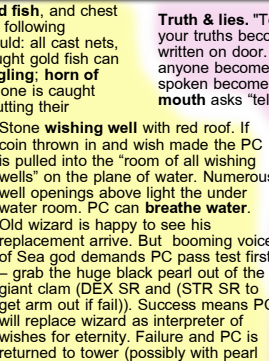 d fish, and chest
following
uld: all cast nets,
ught gold fish can
gling; horn of
one is caught
utting their
Truth & lies. "T
your truths beco
written on door.
anyone become
spoken become
mouth asks "tel
Stone wishing well with red roof. If
coin thrown in and wish made the PC
is pulled into the "room of all wishing
wells" on the plane of water. Numerous
well openings above light the under
water room. PC can breathe water.
Old wizard is happy to see his
replacement arrive. But booming voice
of Sea god demands PC pass test first
– grab the huge black pearl out of the
giant clam (DEX SR and (STR SR to
get arm out if fail)). Success means PC
will replace wizard as interpreter of
wishes for eternity. Failure and PC is
returned to tower (possibly with pearl